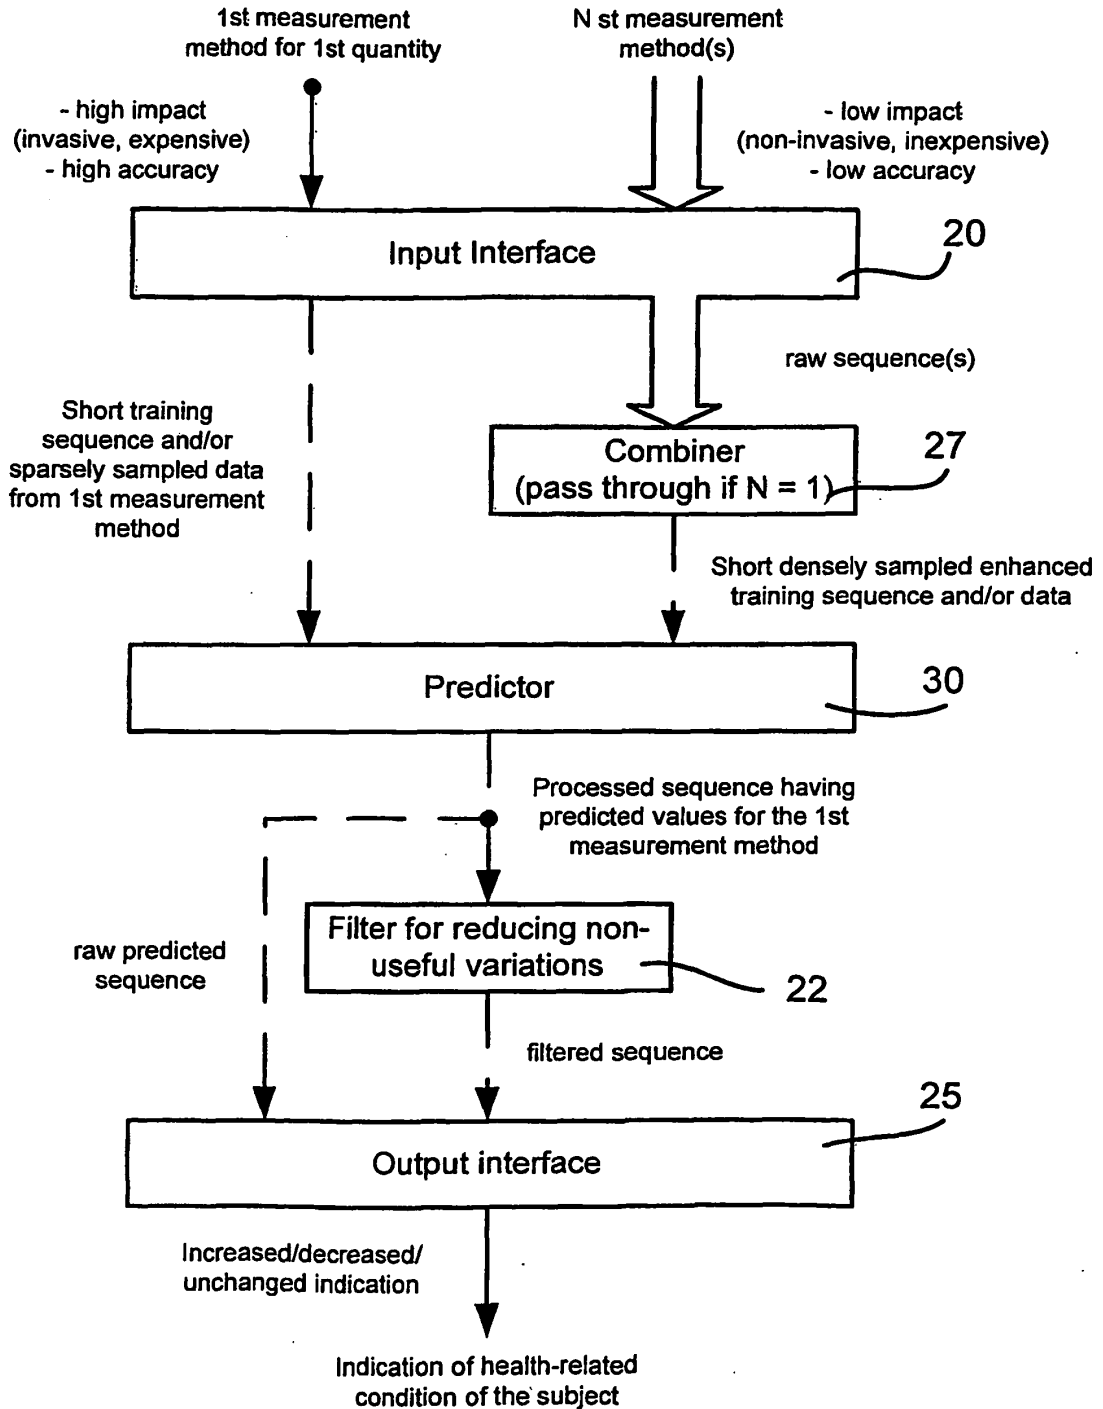 1st measurement
method for 1st quantity
N st measurement
method(s)
- high impact
(invasive, expensive)
- high accuracy
- low impact
(non-invasive, inexpensive)
- low accuracy
Input Interface
20
raw sequence(s)
Short training
sequence and/or
sparsely sampled data
from 1st measurement
method
Combiner
(pass through if N = 1)
27
Short densely sampled enhanced
training sequence and/or data
Predictor
30
Processed sequence having
predicted values for the 1st
measurement method
Filter for reducing non-
useful variations
22
raw predicted
sequence
filtered sequence
25
Output interface
Increased/decreased/
unchanged indication
Indication of health-related
condition of the subject